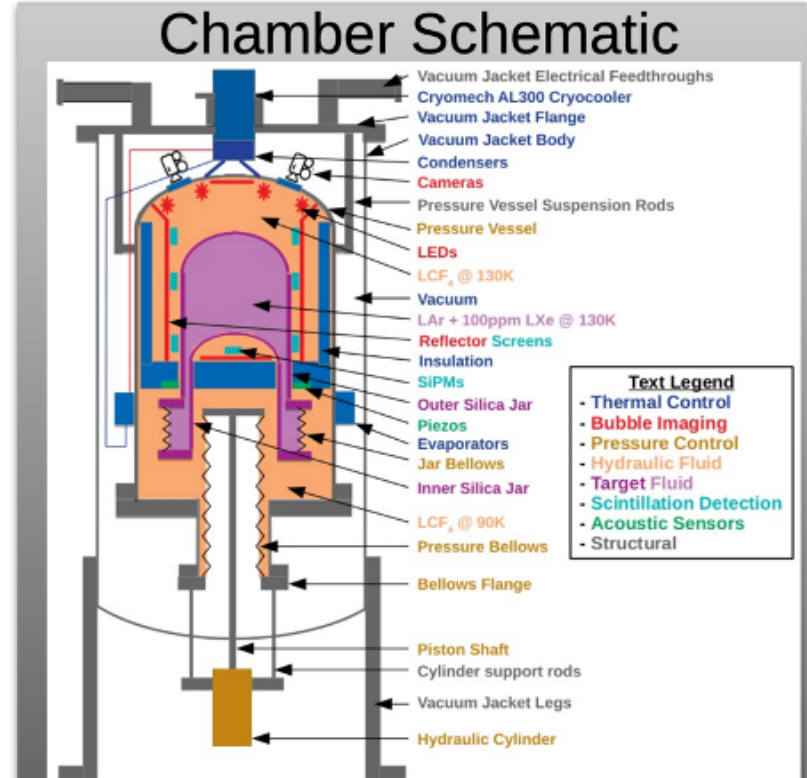 Chamber Schematic
Vacuum Jacket Electrical Feedthroughs
Cryomech AL300 Cryocooler
Vacuum Jacket Flange
Vacuum Jacket Body
Condensers
Cameras
Pressure Vessel Suspension Rods
Pressure Vessel
LEDs
LCF₄ @ 130K
Vacuum
LAr + 100ppm LXe @ 130K
Reflector Screens
Insulation
SiPMs
Outer Silica Jar
Piezos
Evaporators
Jar Bellows
Inner Silica Jar
LCF₄ @ 90K
Pressure Bellows
Bellows Flange
Piston Shaft
Cylinder support rods
Vacuum Jacket Legs
Hydraulic Cylinder
Text Legend
- Thermal Control
- Bubble Imaging
- Pressure Control
- Hydraulic Fluid
- Target Fluid
- Scintillation Detection
- Acoustic Sensors
- Structural